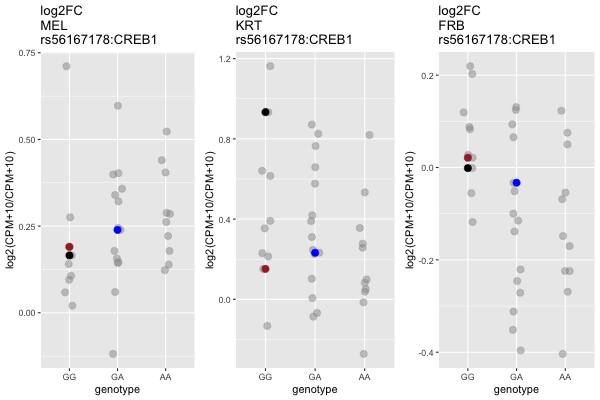 log2FC
MEL
rs56167178:CREB1
log2(CPM+10/CPM+10)
0.75
0.50
0.25
0.00
GG
GA
AA
genotype
log2FC
KRT
rs56167178:CREB1
log2(CPM+10/CPM+10)
1.2
0.8
0.4
0.0
GG
GA
AA
genotype
log2FC
FRB
rs56167178:CREB1
log2(CPM+10/CPM+10)
0.2
0.0
-0.2
-0.4
GG
GA
AA
genotype